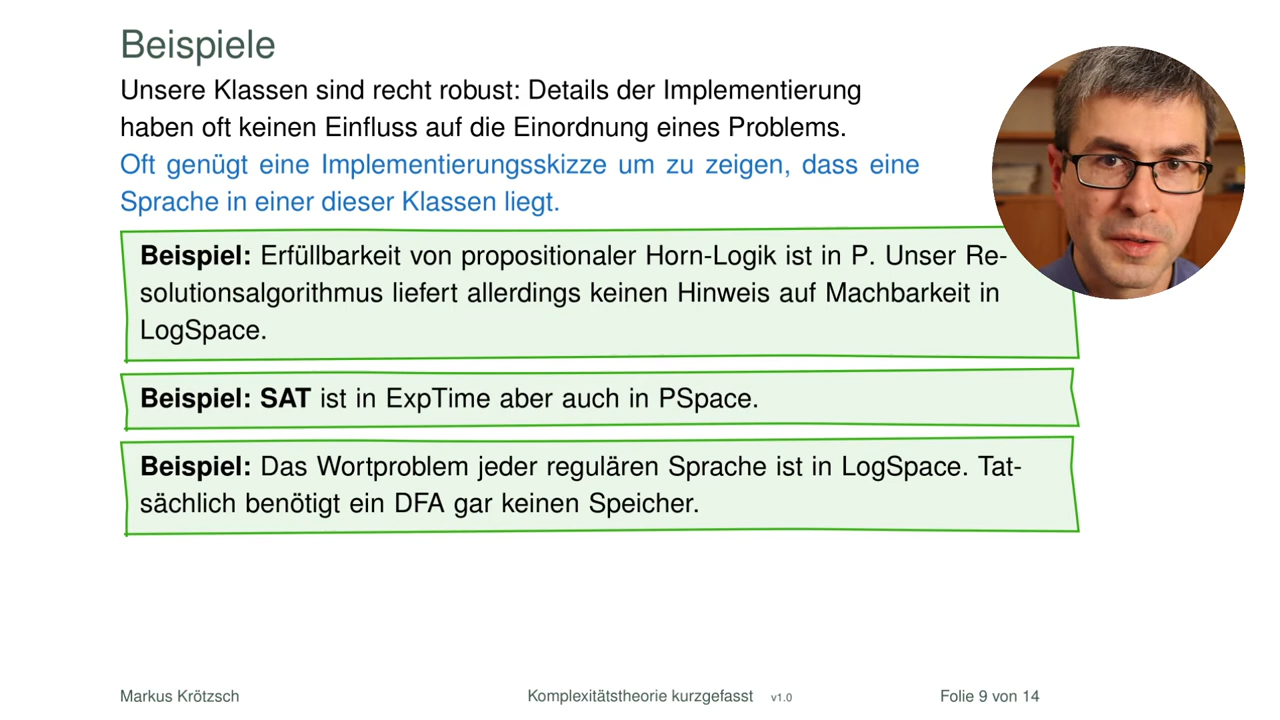 Beispiele
Unsere Klassen sind recht robust: Details der Implementierung
haben oft keinen Einfluss auf die Einordnung eines Problems.
Oft genügt eine Implementierungsskizze um zu zeigen, dass eine
Sprache in einer dieser Klassen liegt.
Beispiel: Erfüllbarkeit von propositionaler Horn-Logik ist in P. Unser Re-
solutionsalgorithmus liefert allerdings keinen Hinweis auf Machbarkeit in
LogSpace.
Beispiel: SAT ist in ExpTime aber auch in PSpace.
Beispiel: Das Wortproblem jeder regulären Sprache ist in LogSpace. Tat-
sächlich benötigt ein DFA gar keinen Speicher.
Markus Krötzsch Komplexitätstheorie kurzgefasst v1.0 Folie 9 von 14